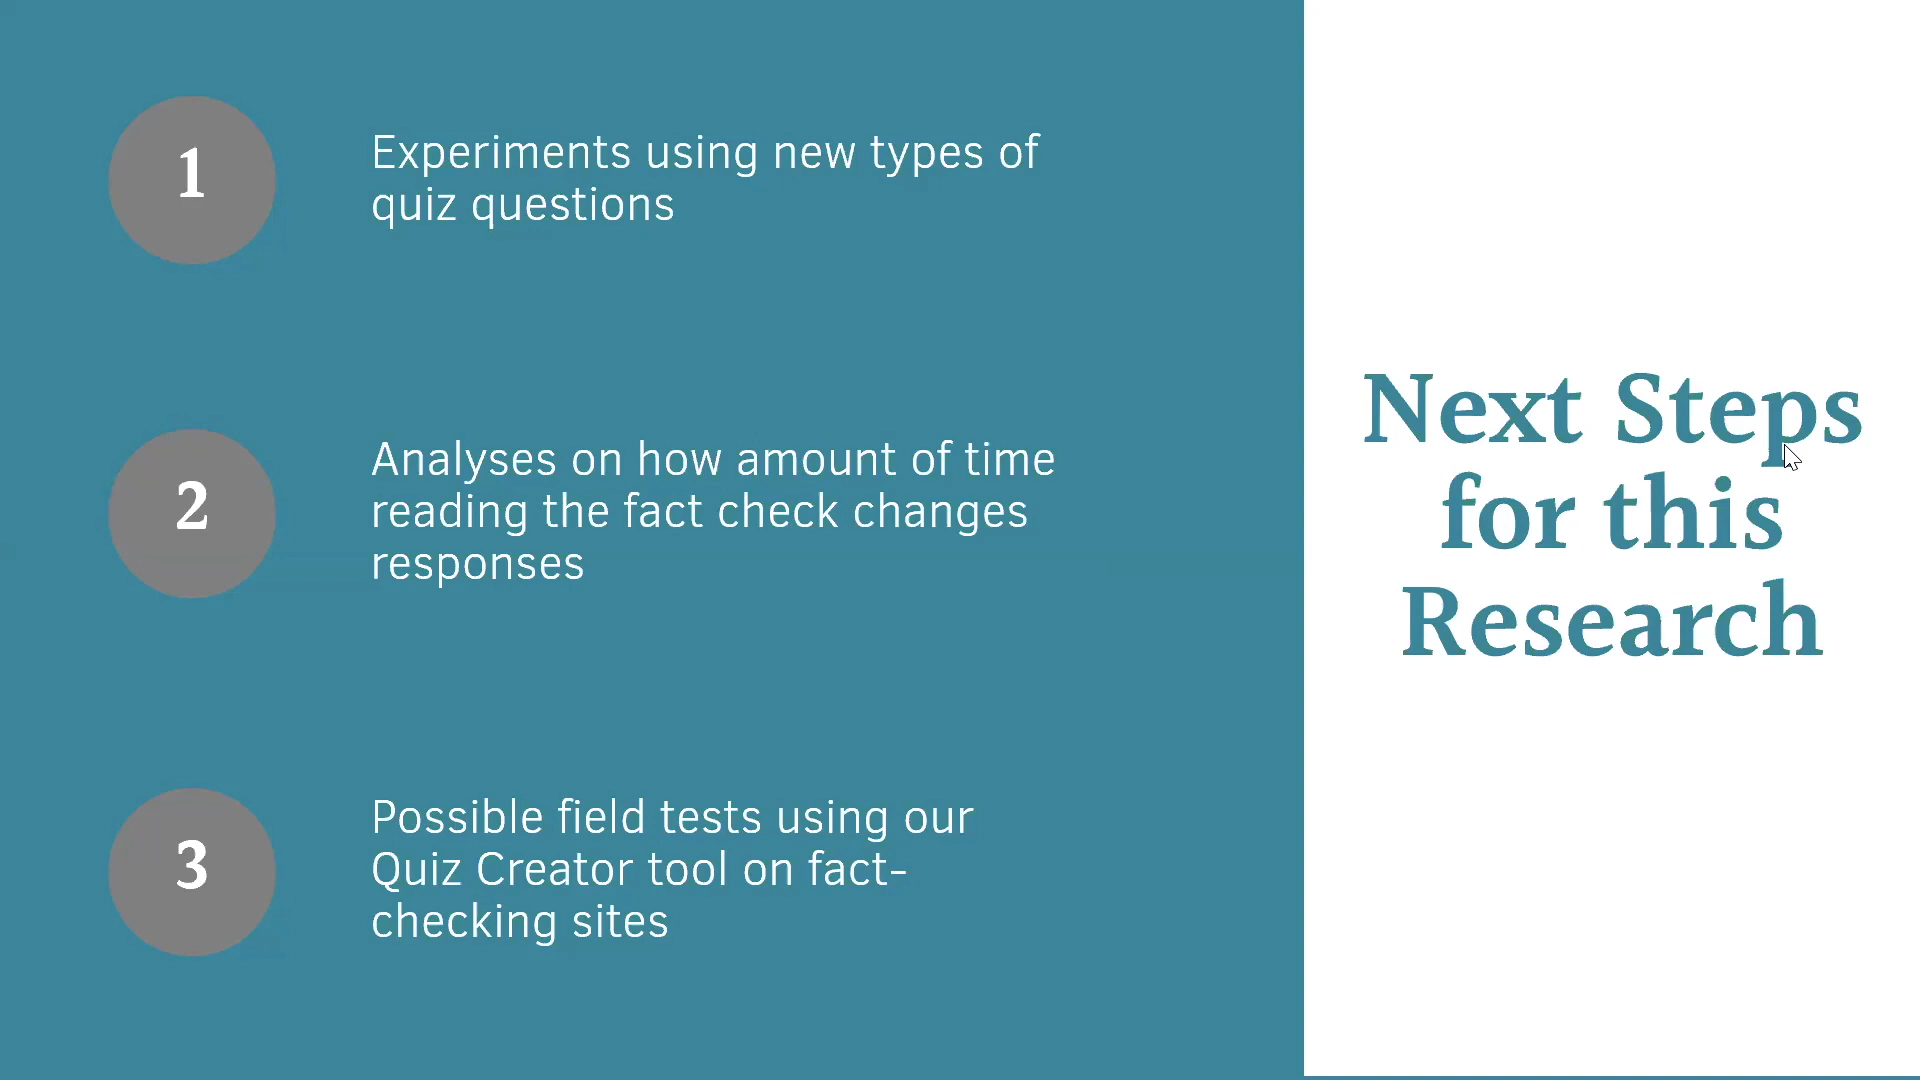 1
Experiments using new types of
quiz questions
2
Analyses on how amount of time
reading the fact check changes
responses
3
Possible field tests using our
Quiz Creator tool on fact-
checking sites
Next Steps
for this
Research